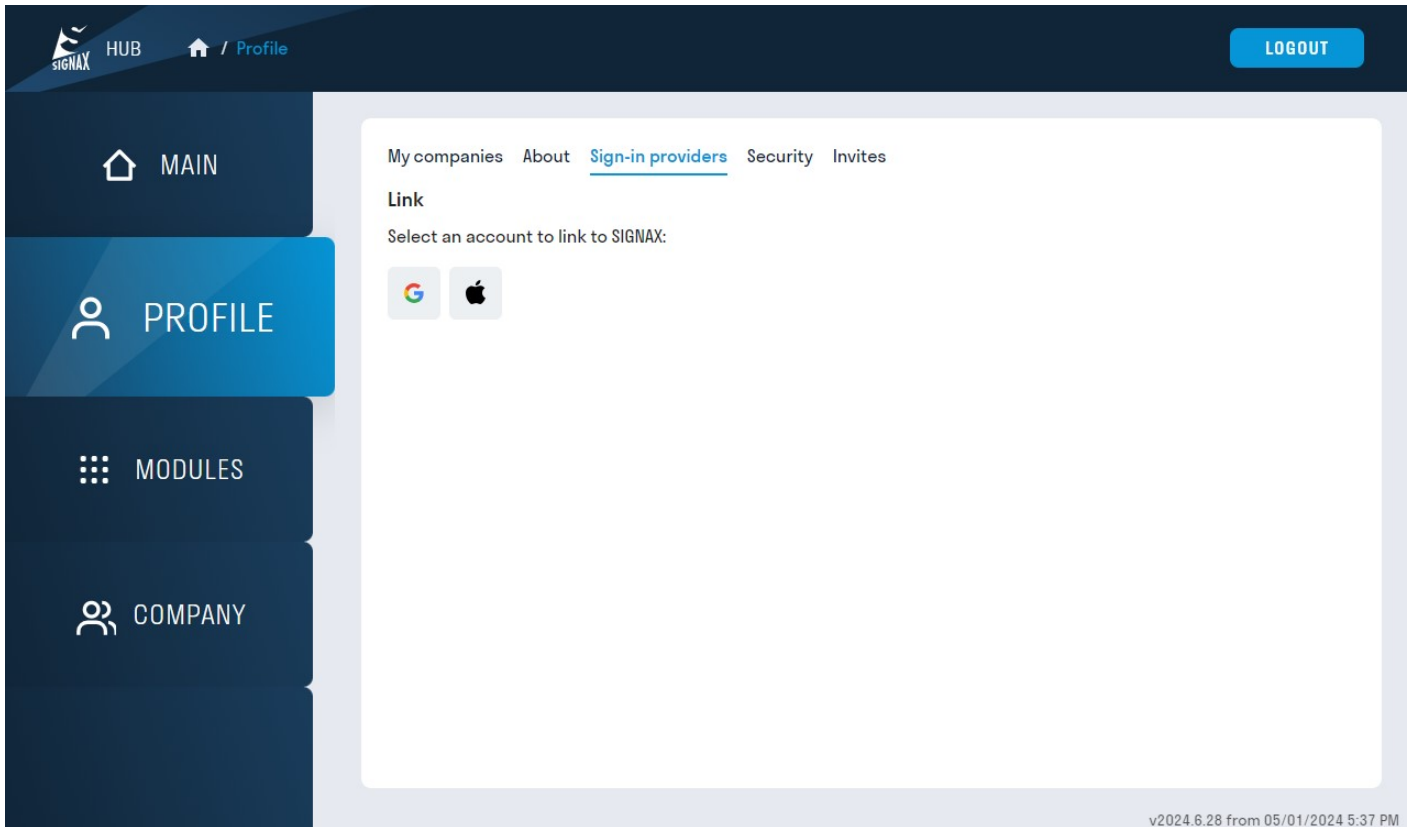 SIGNAX HUB / Profile LOGOUT
MAIN
PROFILE
MODULES
COMPANY
My companies About Sign-in providers Security Invites
Link
Select an account to link to SIGNAX:
v2024.6.28 from 05/01/2024 5:37 PM